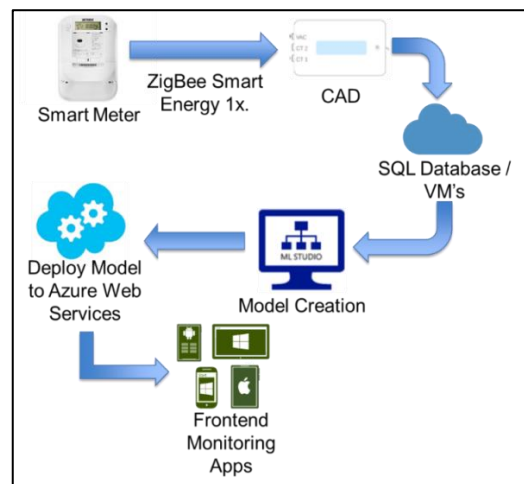 Smart Meter
ZigBee Smart
Energy 1x.
VAC
CT 2
CT 1
CAD
SQL Database /
VM's
ML STUDIO
Model Creation
Deploy Model
to Azure Web
Services
Frontend
Monitoring
Apps